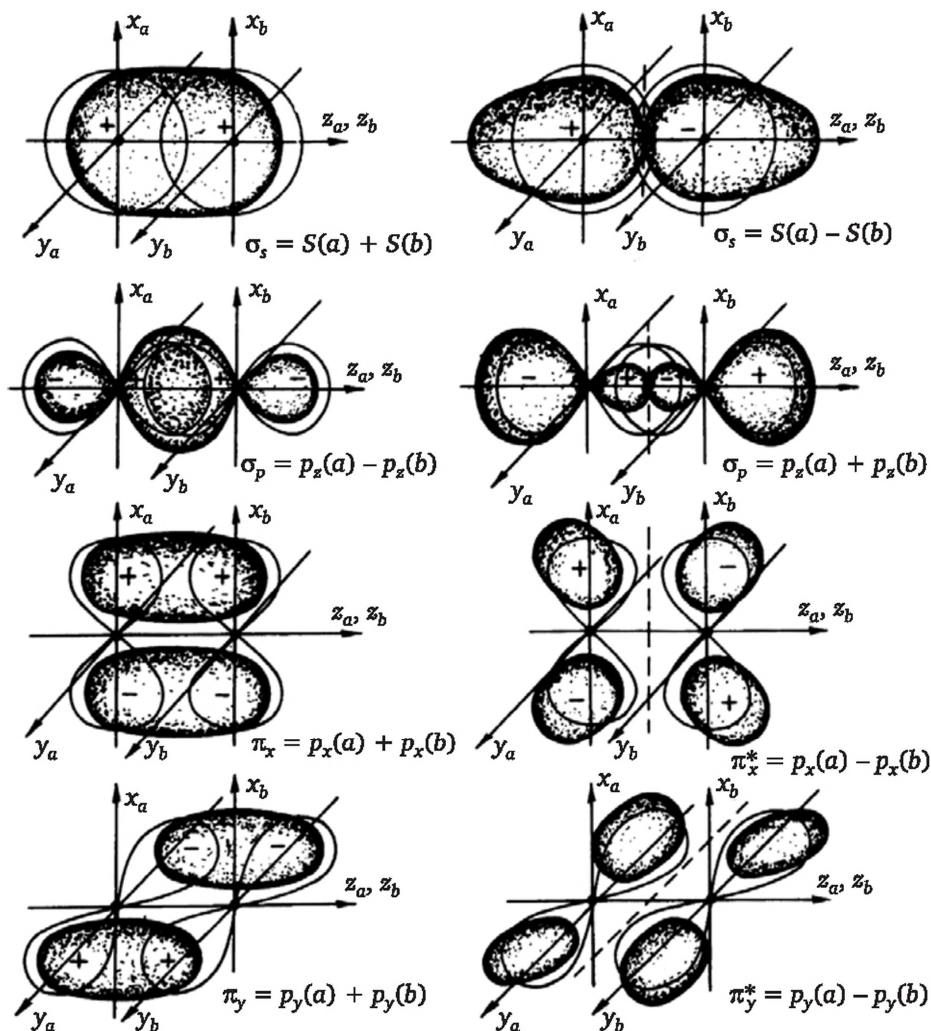 x_a x_b x_a x_b
+ + z_a, z_b + − z_a, z_b
y_a y_b σ_s = S(a) + S(b) y_b σ_s = S(a) − S(b)
x_a x_b x_a x_b
− + + − z_a, z_b − + − + z_a, z_b
y_a y_b σ_p = p_z(a) − p_z(b) y_a y_b σ_p = p_z(a) + p_z(b)
x_a x_b x_a x_b
+ + + −
z_a, z_b z_a, z_b
− − − +
y_a y_b π_x = p_x(a) + p_x(b) y_a y_b π*_x = p_x(a) − p_x(b)
x_a x_b x_a x_b
− −
z_a, z_b z_a, z_b
+ +
y_a y_b π_y = p_y(a) + p_y(b) y_a y_b π*_y = p_y(a) − p_y(b)